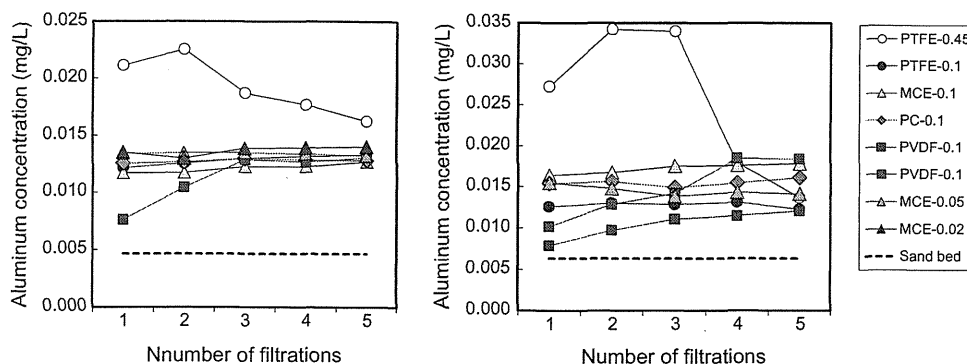 Aluminum concentration (mg/L)
0.025
0.020
0.015
0.010
0.005
0.000
1 2 3 4 5
Nnumber of filtrations
Aluminum concentration (mg/L)
0.035
0.030
0.025
0.020
0.015
0.010
0.005
0.000
1 2 3 4 5
Number of filtrations
PTFE-0.45
PTFE-0.1
MCE-0.1
PC-0.1
PVDF-0.1
PVDF-0.1
MCE-0.05
MCE-0.02
Sand bed